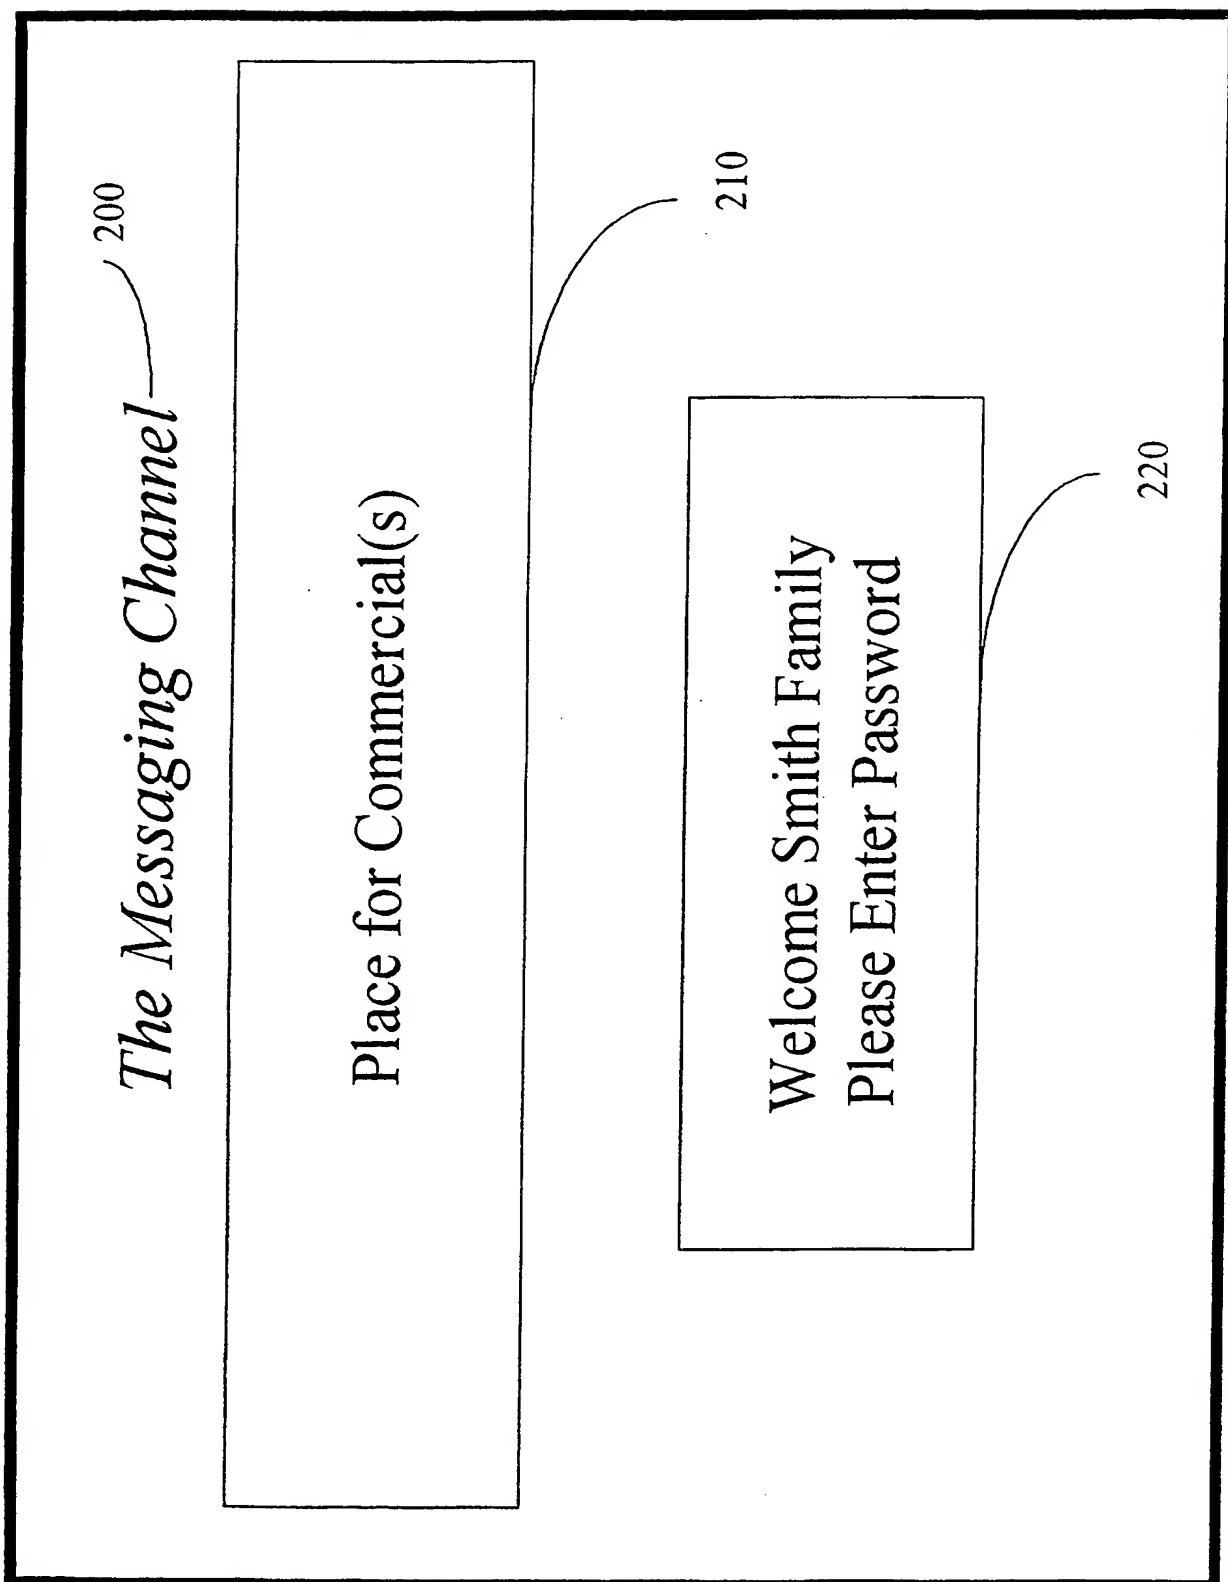 The Messaging Channel
200
Place for Commercial(s)
210
Welcome Smith Family
Please Enter Password
220